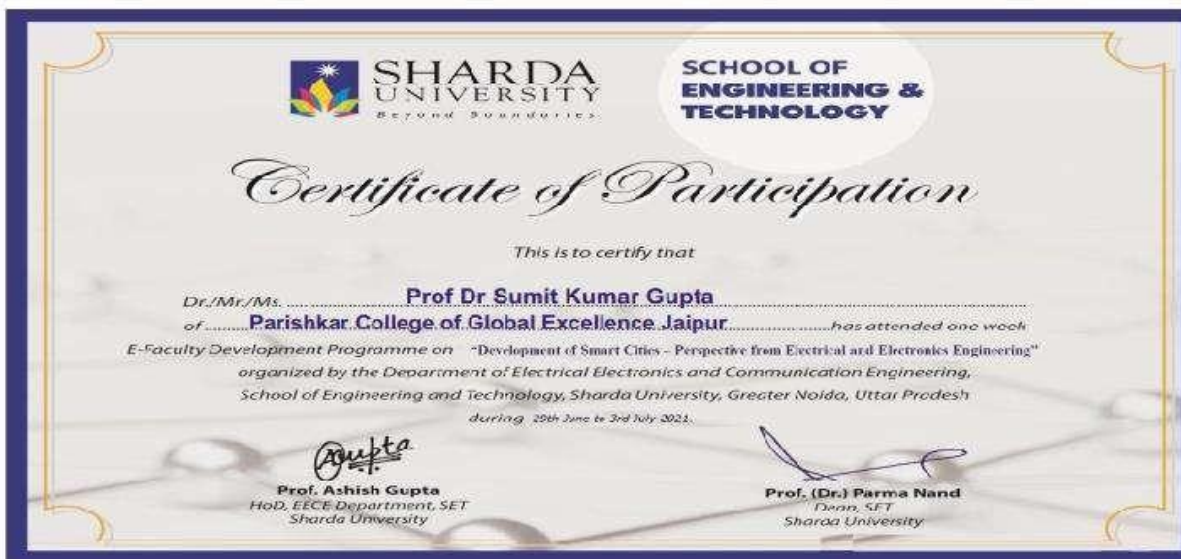 SHARDA
UNIVERSITY
Beyond Boundaries
SCHOOL OF
ENGINEERING &
TECHNOLOGY
Certificate of Participation
This is to certify that
Dr./Mr./Ms. Prof Dr Sumit Kumar Gupta
of Parishkar College of Global Excellence Jaipur has attended one week
E-Faculty Development Programme on "Development of Smart Cities – Perspective from Electrical and Electronics Engineering"
organized by the Department of Electrical Electronics and Communication Engineering,
School of Engineering and Technology, Sharda University, Greater Noida, Uttar Pradesh
during 29th June to 3rd July 2021.
AGupta
Prof. Ashish Gupta
HoD, EECE Department, SET
Sharda University
Prof. (Dr.) Parma Nand
Dean, SET
Sharda University